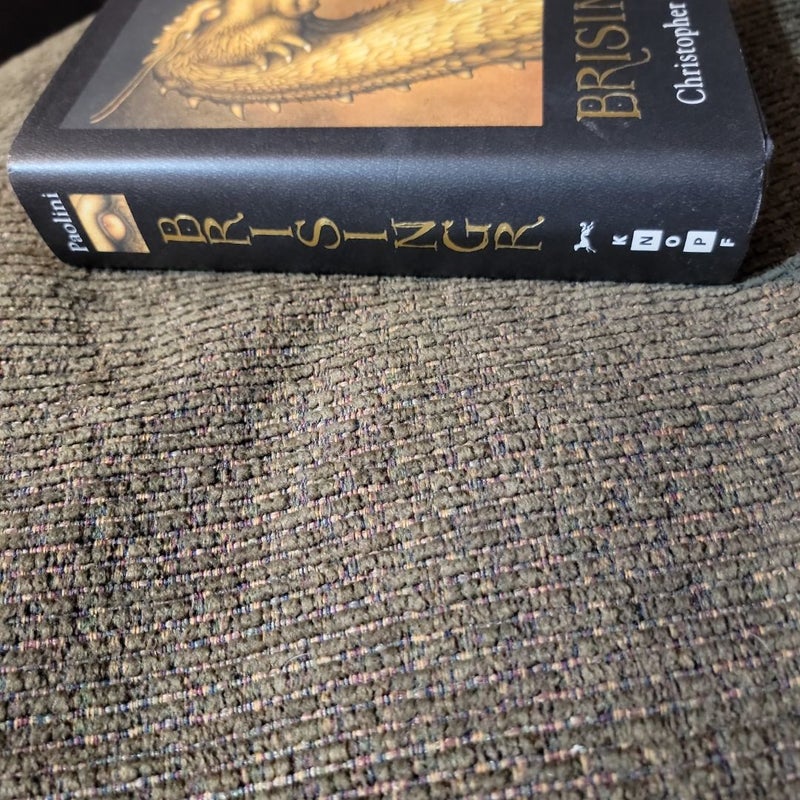 BRISIN
Christopher
Paolini
BRISINGR
KNOPF